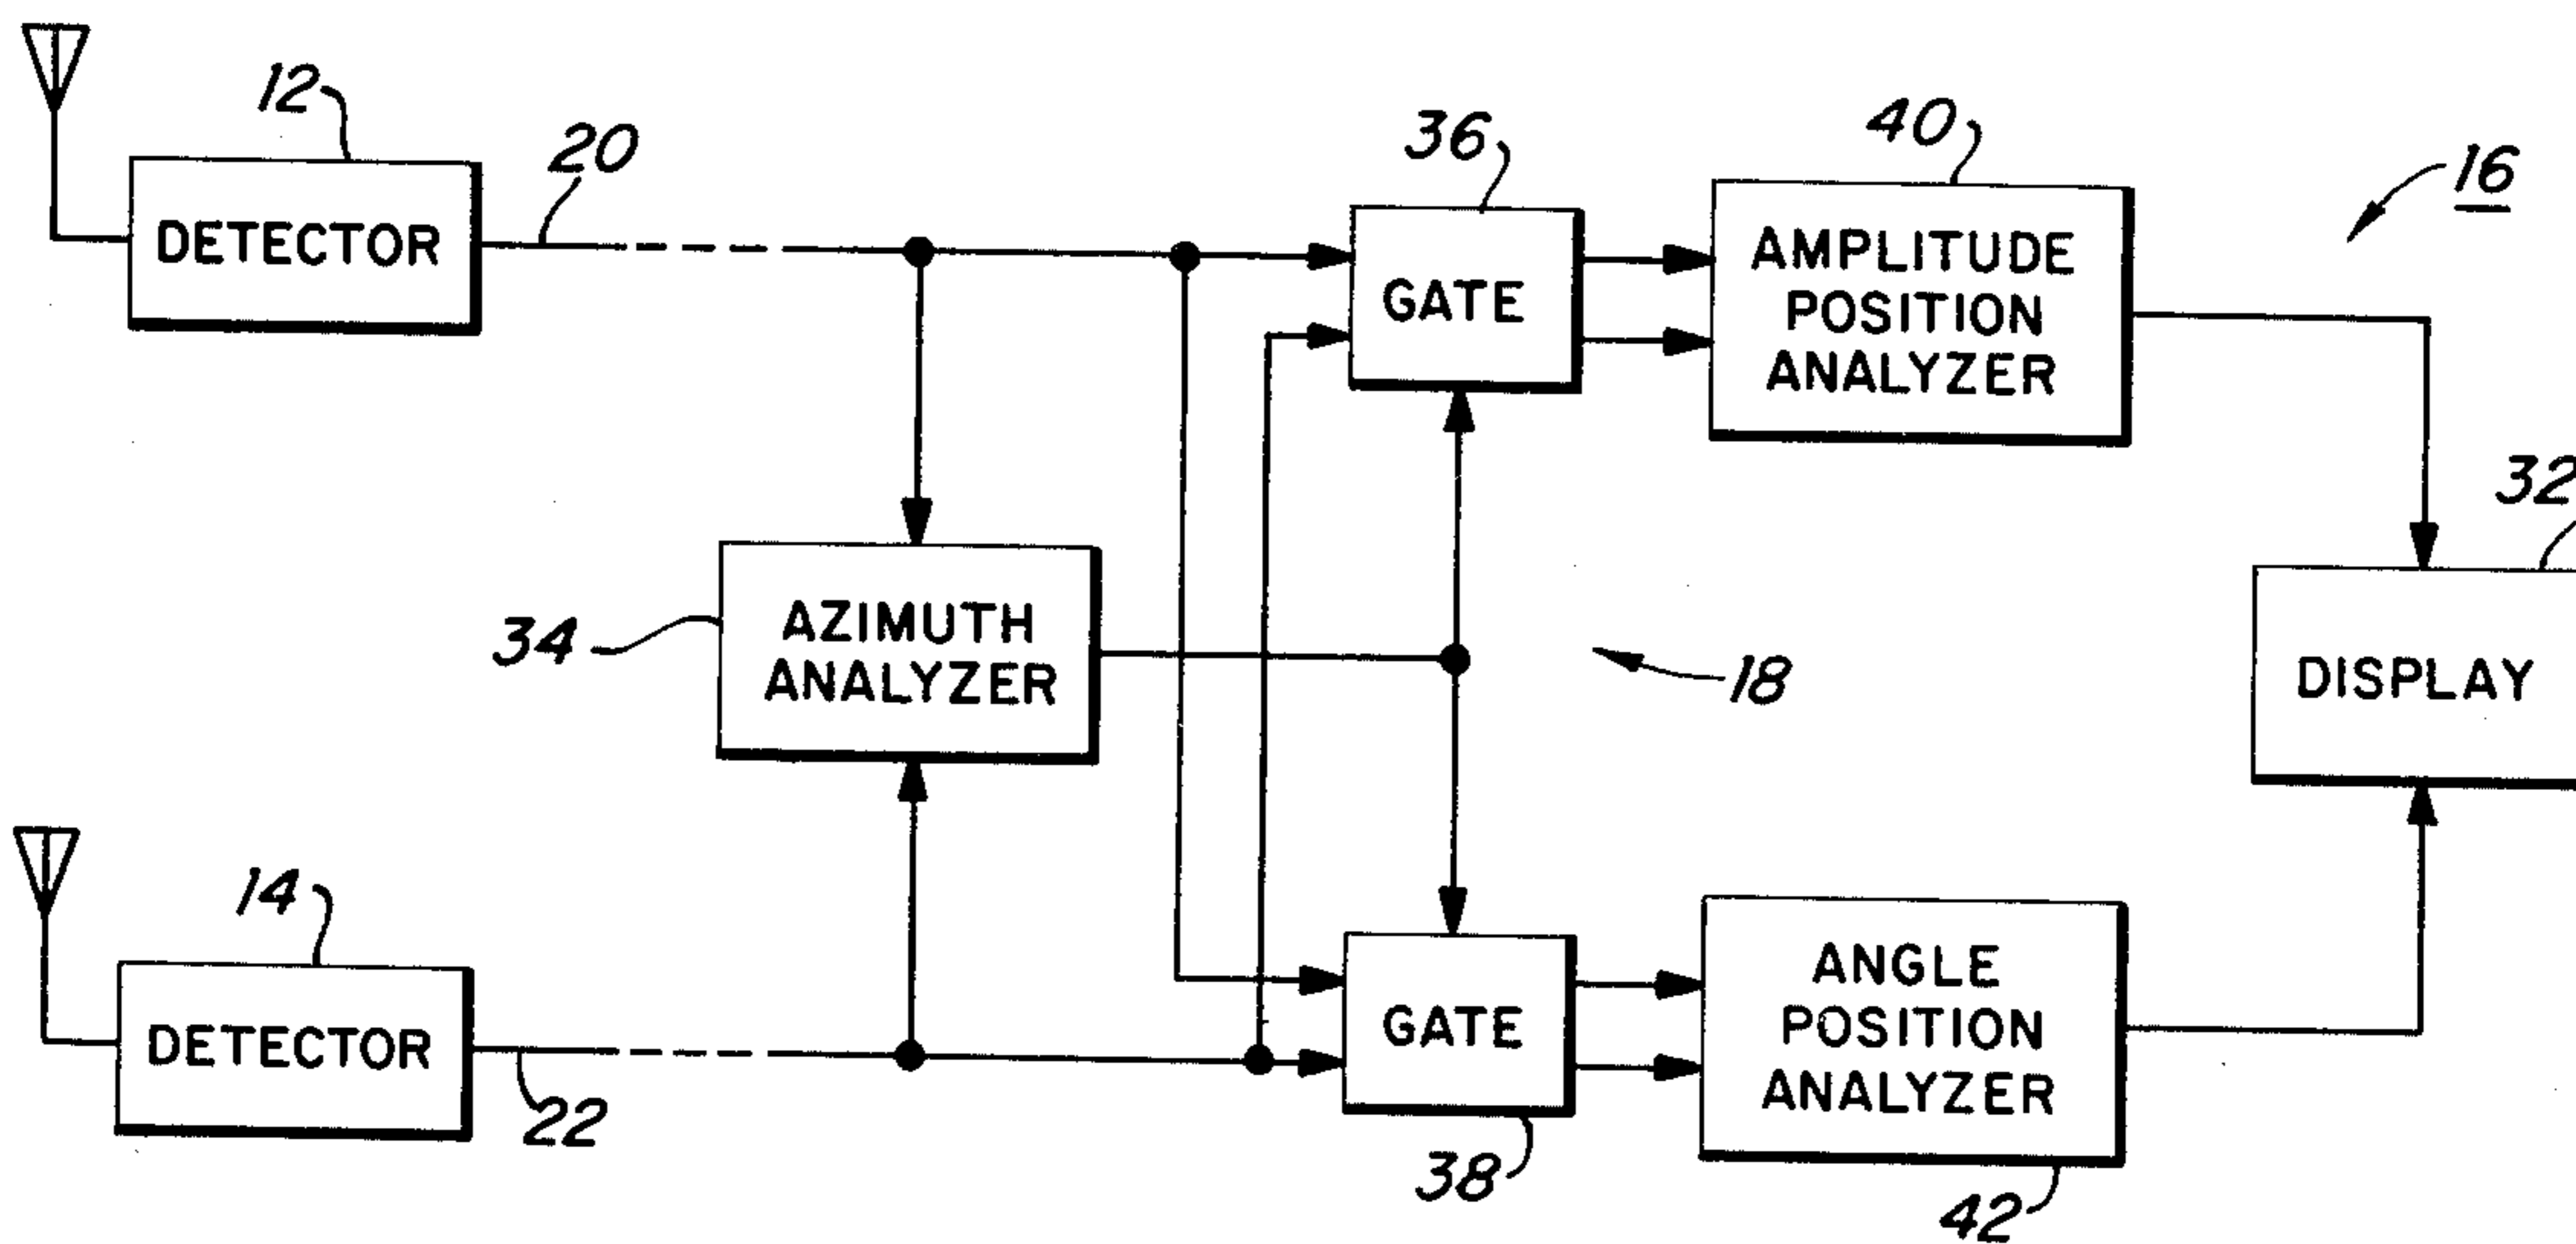 12
DETECTOR
20
36
GATE
40
AMPLITUDE
POSITION
ANALYZER
16
32
34
AZIMUTH
ANALYZER
18
DISPLAY
14
DETECTOR
22
GATE
38
ANGLE
POSITION
ANALYZER
42